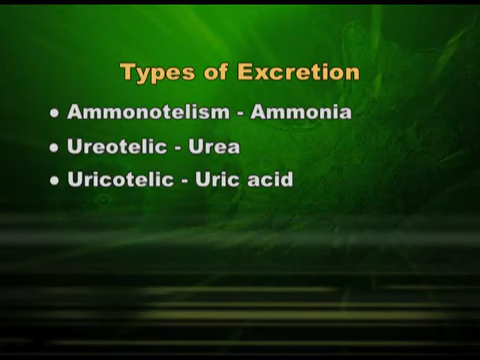 Types of Excretion
● Ammonotelism - Ammonia
● Ureotelic - Urea
● Uricotelic - Uric acid